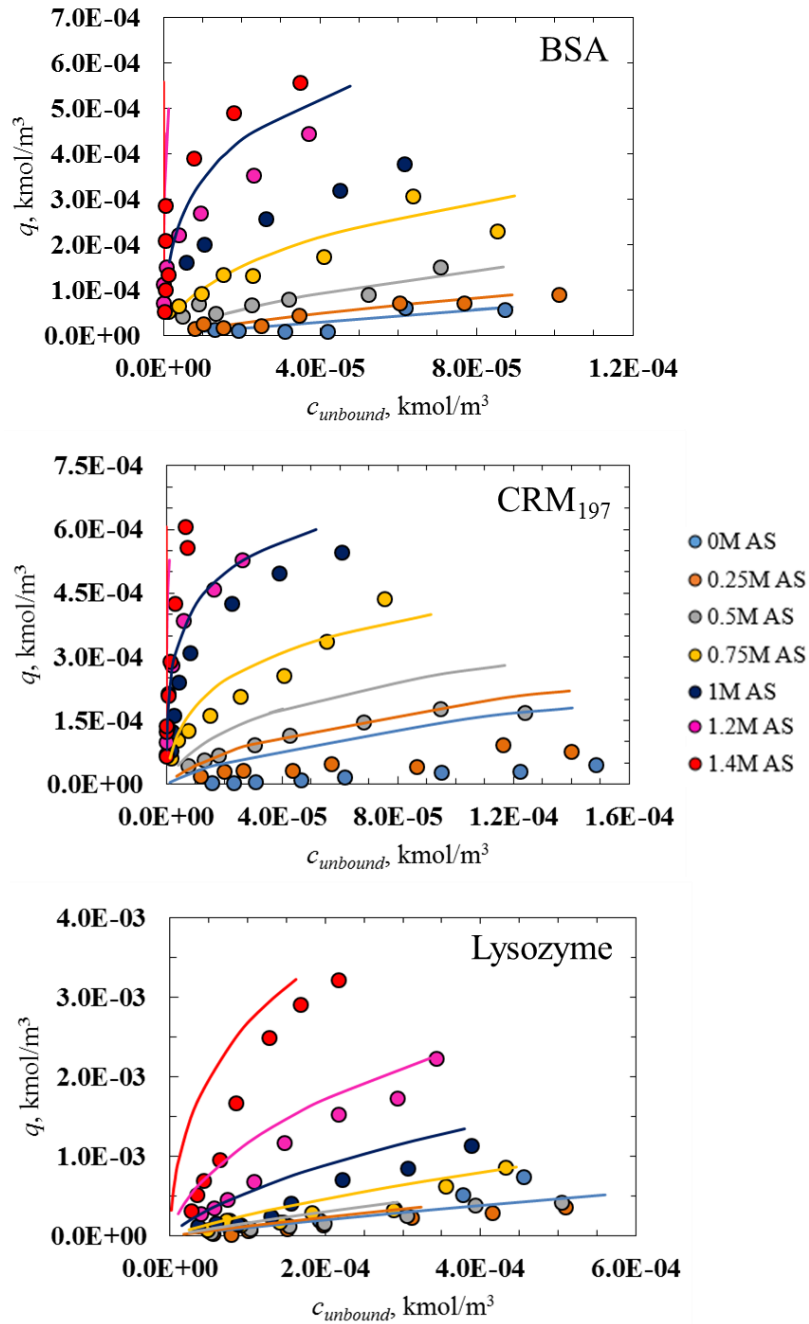 BSA
7.0E-04
6.0E-04
5.0E-04
4.0E-04
3.0E-04
2.0E-04
1.0E-04
0.0E+00
q, kmol/m³
0.0E+00 4.0E-05 8.0E-05 1.2E-04
c_unbound, kmol/m³
CRM₁₉₇
7.5E-04
6.0E-04
4.5E-04
3.0E-04
1.5E-04
0.0E+00
q, kmol/m³
0.0E+00 4.0E-05 8.0E-05 1.2E-04 1.6E-04
c_unbound, kmol/m³
0M AS
0.25M AS
0.5M AS
0.75M AS
1M AS
1.2M AS
1.4M AS
Lysozyme
4.0E-03
3.0E-03
2.0E-03
1.0E-03
0.0E+00
q, kmol/m³
0.0E+00 2.0E-04 4.0E-04 6.0E-04
c_unbound, kmol/m³